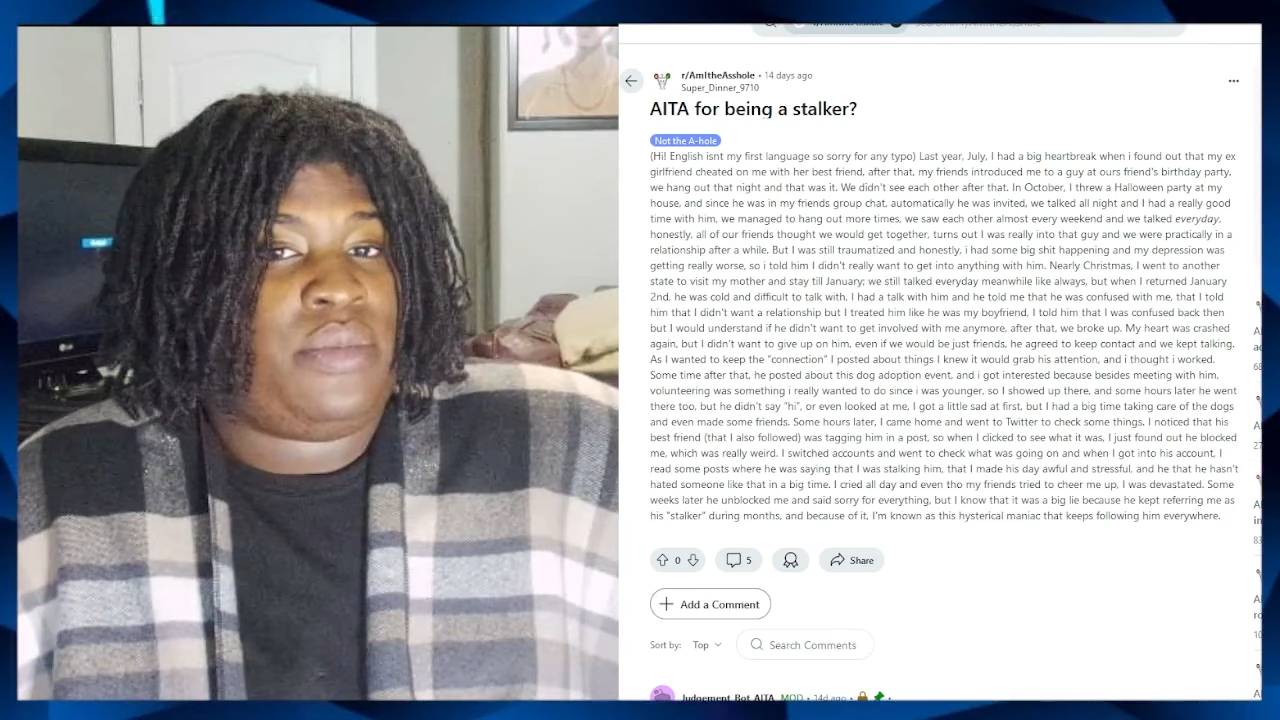 r/AmItheAsshole • 14 days ago
Super_Dinner_9710
AITA for being a stalker?
Not the A-hole
(Hi! English isnt my first language so sorry for any typo) Last year, July, I had a big heartbreak when i found out that my ex
girlfriend cheated on me with her best friend, after that, my friends introduced me to a guy at ours friend's birthday party,
we hang out that night and that was it. We didn't see each other after that. In October, I threw a Halloween party at my
house, and since he was in my friends group chat, automatically he was invited, we talked all night and I had a really good
time with him, we managed to hang out more times, we saw each other almost every weekend and we talked everyday,
honestly, all of our friends thought we would get together, turns out I was really into that guy and we were practically in a
relationship after a while. But I was still traumatized and honestly, i had some big shit happening and my depression was
getting really worse, so i told him I didn't really want to get into anything with him. Nearly Christmas, I went to another
state to visit my mother and stay till January; we still talked everyday meanwhile like always, but when I returned January
2nd, he was cold and difficult to talk with, I had a talk with him and he told me that he was confused with me, that I told
him that I didn't want a relationship but I treated him like he was my boyfriend, I told him that I was confused back then
but I would understand if he didn't want to get involved with me anymore, after that, we broke up. My heart was crashed
again, but I didn't want to give up on him, even if we would be just friends, he agreed to keep contact and we kept talking.
As I wanted to keep the "connection" I posted about things I knew it would grab his attention, and i thought i worked.
Some time after that, he posted about this dog adoption event, and i got interested because besides meeting with him,
volunteering was something i really wanted to do since i was younger, so I showed up there, and some hours later he went
there too, but he didn't say "hi", or even looked at me, I got a little sad at first, but I had a big time taking care of the dogs
and even made some friends. Some hours later, I came home and went to Twitter to check some things. I noticed that his
best friend (that I also followed) was tagging him in a post, so when I clicked to see what it was, I just found out he blocked
me, which was really weird. I switched accounts and went to check what was going on and when I got into his account, I
read some posts where he was saying that I was stalking him, that I made his day awful and stressful, and he that he hasn't
hated someone like that in a big time. I cried all day and even tho my friends tried to cheer me up, I was devastated. Some
weeks later he unblocked me and said sorry for everything, but I know that it was a big lie because he kept referring me as
his "stalker" during months, and because of it, I'm known as this hysterical maniac that keeps following him everywhere.
0
5
Share
Add a Comment
Sort by: Top
Search Comments
Judgement_Bot_AITA MOD • 14d ago •
LG